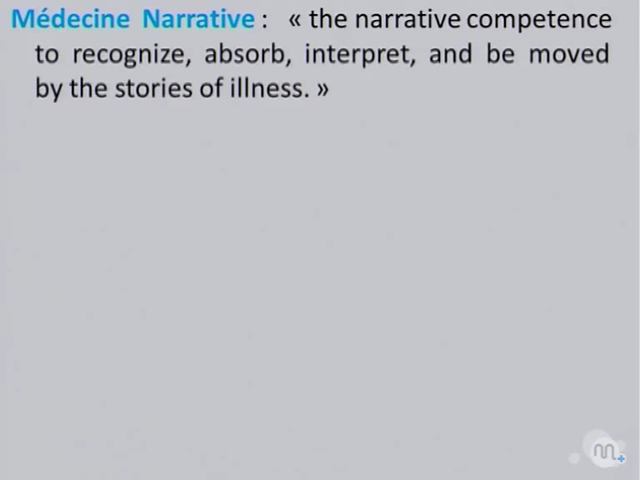 Médecine Narrative : « the narrative competence
to recognize, absorb, interpret, and be moved
by the stories of illness. »